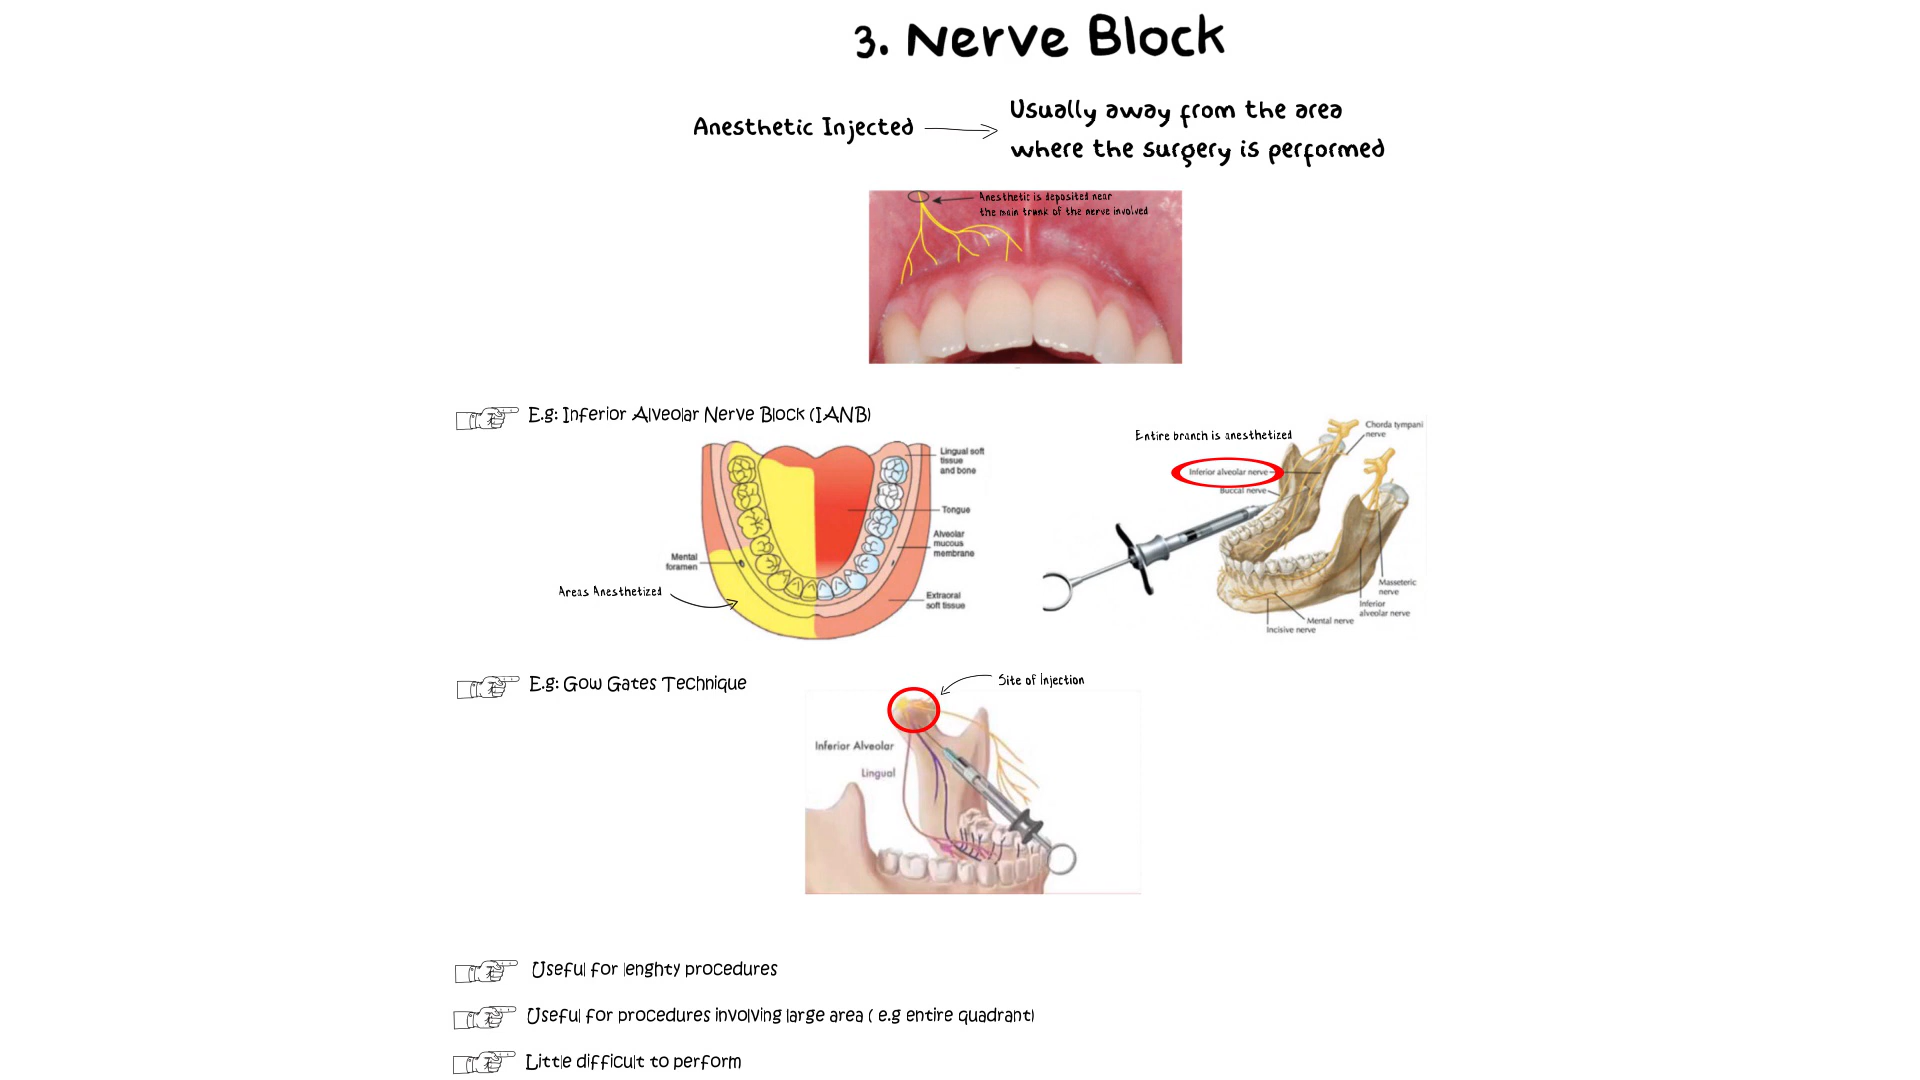 3. Nerve Block
Anesthetic Injected
Usually away from the area
where the surgery is performed
Anesthetic is deposited near
the main trunk of the nerve involved
E.g: Inferior Alveolar Nerve Block (IANB)
Lingual soft
tissue
and bone
Tongue
Alveolar
mucous
membrane
Extraoral
soft tissue
Mental
foramen
Areas Anesthetized
Entire branch is anesthetized
Chorda tympani
nerve
Inferior alveolar nerve
Buccal nerve
Masseteric
nerve
Inferior
alveolar nerve
Mental nerve
Incisive nerve
E.g: Gow Gates Technique
Site of Injection
Inferior Alveolar
Lingual
Useful for lenghty procedures
Useful for procedures involving large area ( e.g entire quadrant)
Little difficult to perform